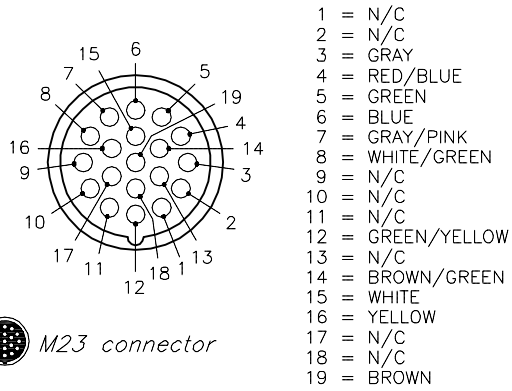 6
15
5
7
19
8
4
16
14
9
3
10
2
17
13
11
1
18
12
M23 connector
1 = N/C
2 = N/C
3 = GRAY
4 = RED/BLUE
5 = GREEN
6 = BLUE
7 = GRAY/PINK
8 = WHITE/GREEN
9 = N/C
10 = N/C
11 = N/C
12 = GREEN/YELLOW
13 = N/C
14 = BROWN/GREEN
15 = WHITE
16 = YELLOW
17 = N/C
18 = N/C
19 = BROWN